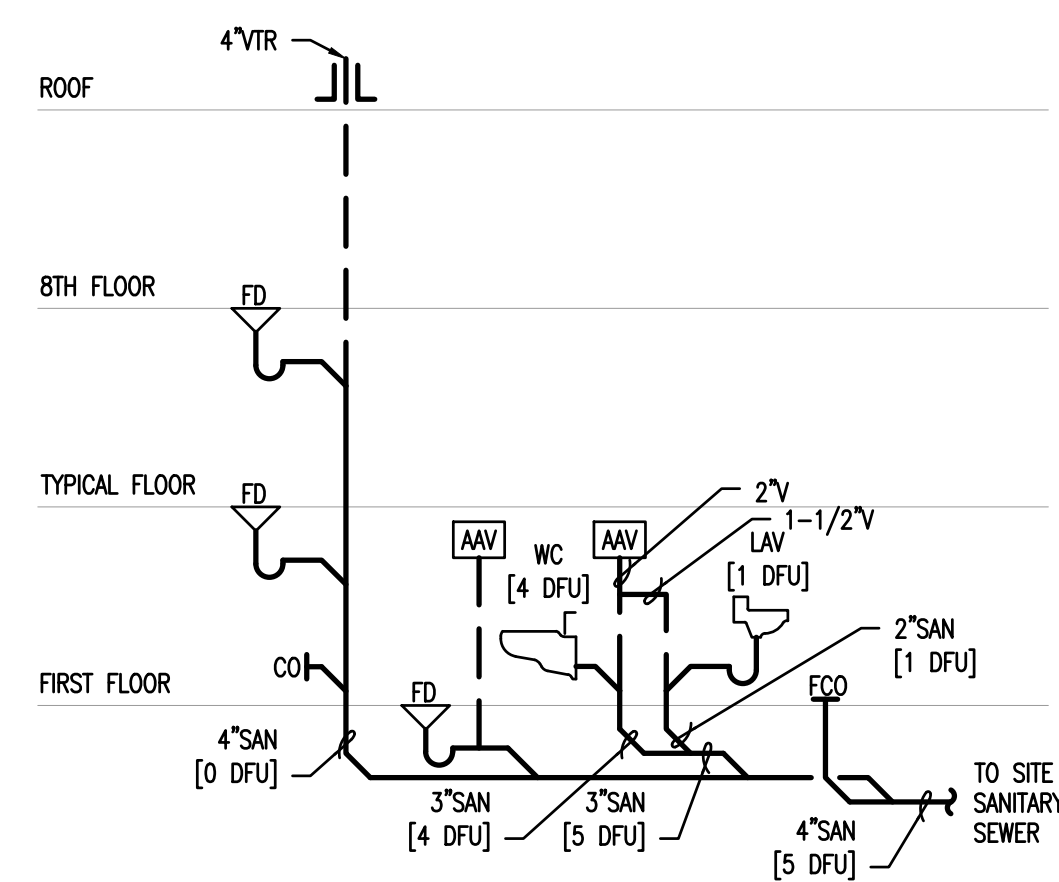 4"VTR
ROOF
8TH FLOOR
FD
TYPICAL FLOOR
FD
2"V
1-1/2"V
AAV
AAV
WC
[4 DFU]
LAV
[1 DFU]
2"SAN
[1 DFU]
CO
FIRST FLOOR
FD
FCO
4"SAN
[0 DFU]
3"SAN
[4 DFU]
3"SAN
[5 DFU]
4"SAN
[5 DFU]
TO SITE
SANITARY
SEWER